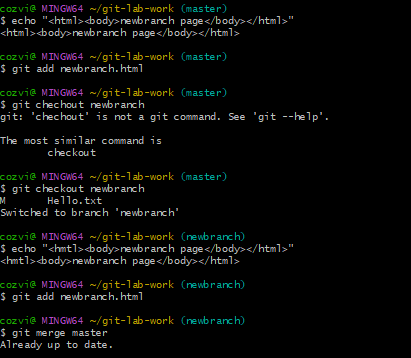 cozvi@ MINGW64 ~/git-lab-work (master)
$ echo "<html><body>newbranch page</body></html>"
<html><body>newbranch page</body></html>
cozvi@ MINGW64 ~/git-lab-work (master)
$ git add newbranch.html
cozvi@ MINGW64 ~/git-lab-work (master)
$ git chechout newbranch
git: 'chechout' is not a git command. See 'git --help'.
The most similar command is
checkout
cozvi@ MINGW64 ~/git-lab-work (master)
$ git checkout newbranch
M Hello.txt
Switched to branch 'newbranch'
cozvi@ MINGW64 ~/git-lab-work (newbranch)
$ echo "<hmtl><body>newbranch page</body></html>"
<hmtl><body>newbranch page</body></html>
cozvi@ MINGW64 ~/git-lab-work (newbranch)
$ git add newbranch.html
cozvi@ MINGW64 ~/git-lab-work (newbranch)
$ git merge master
Already up to date.